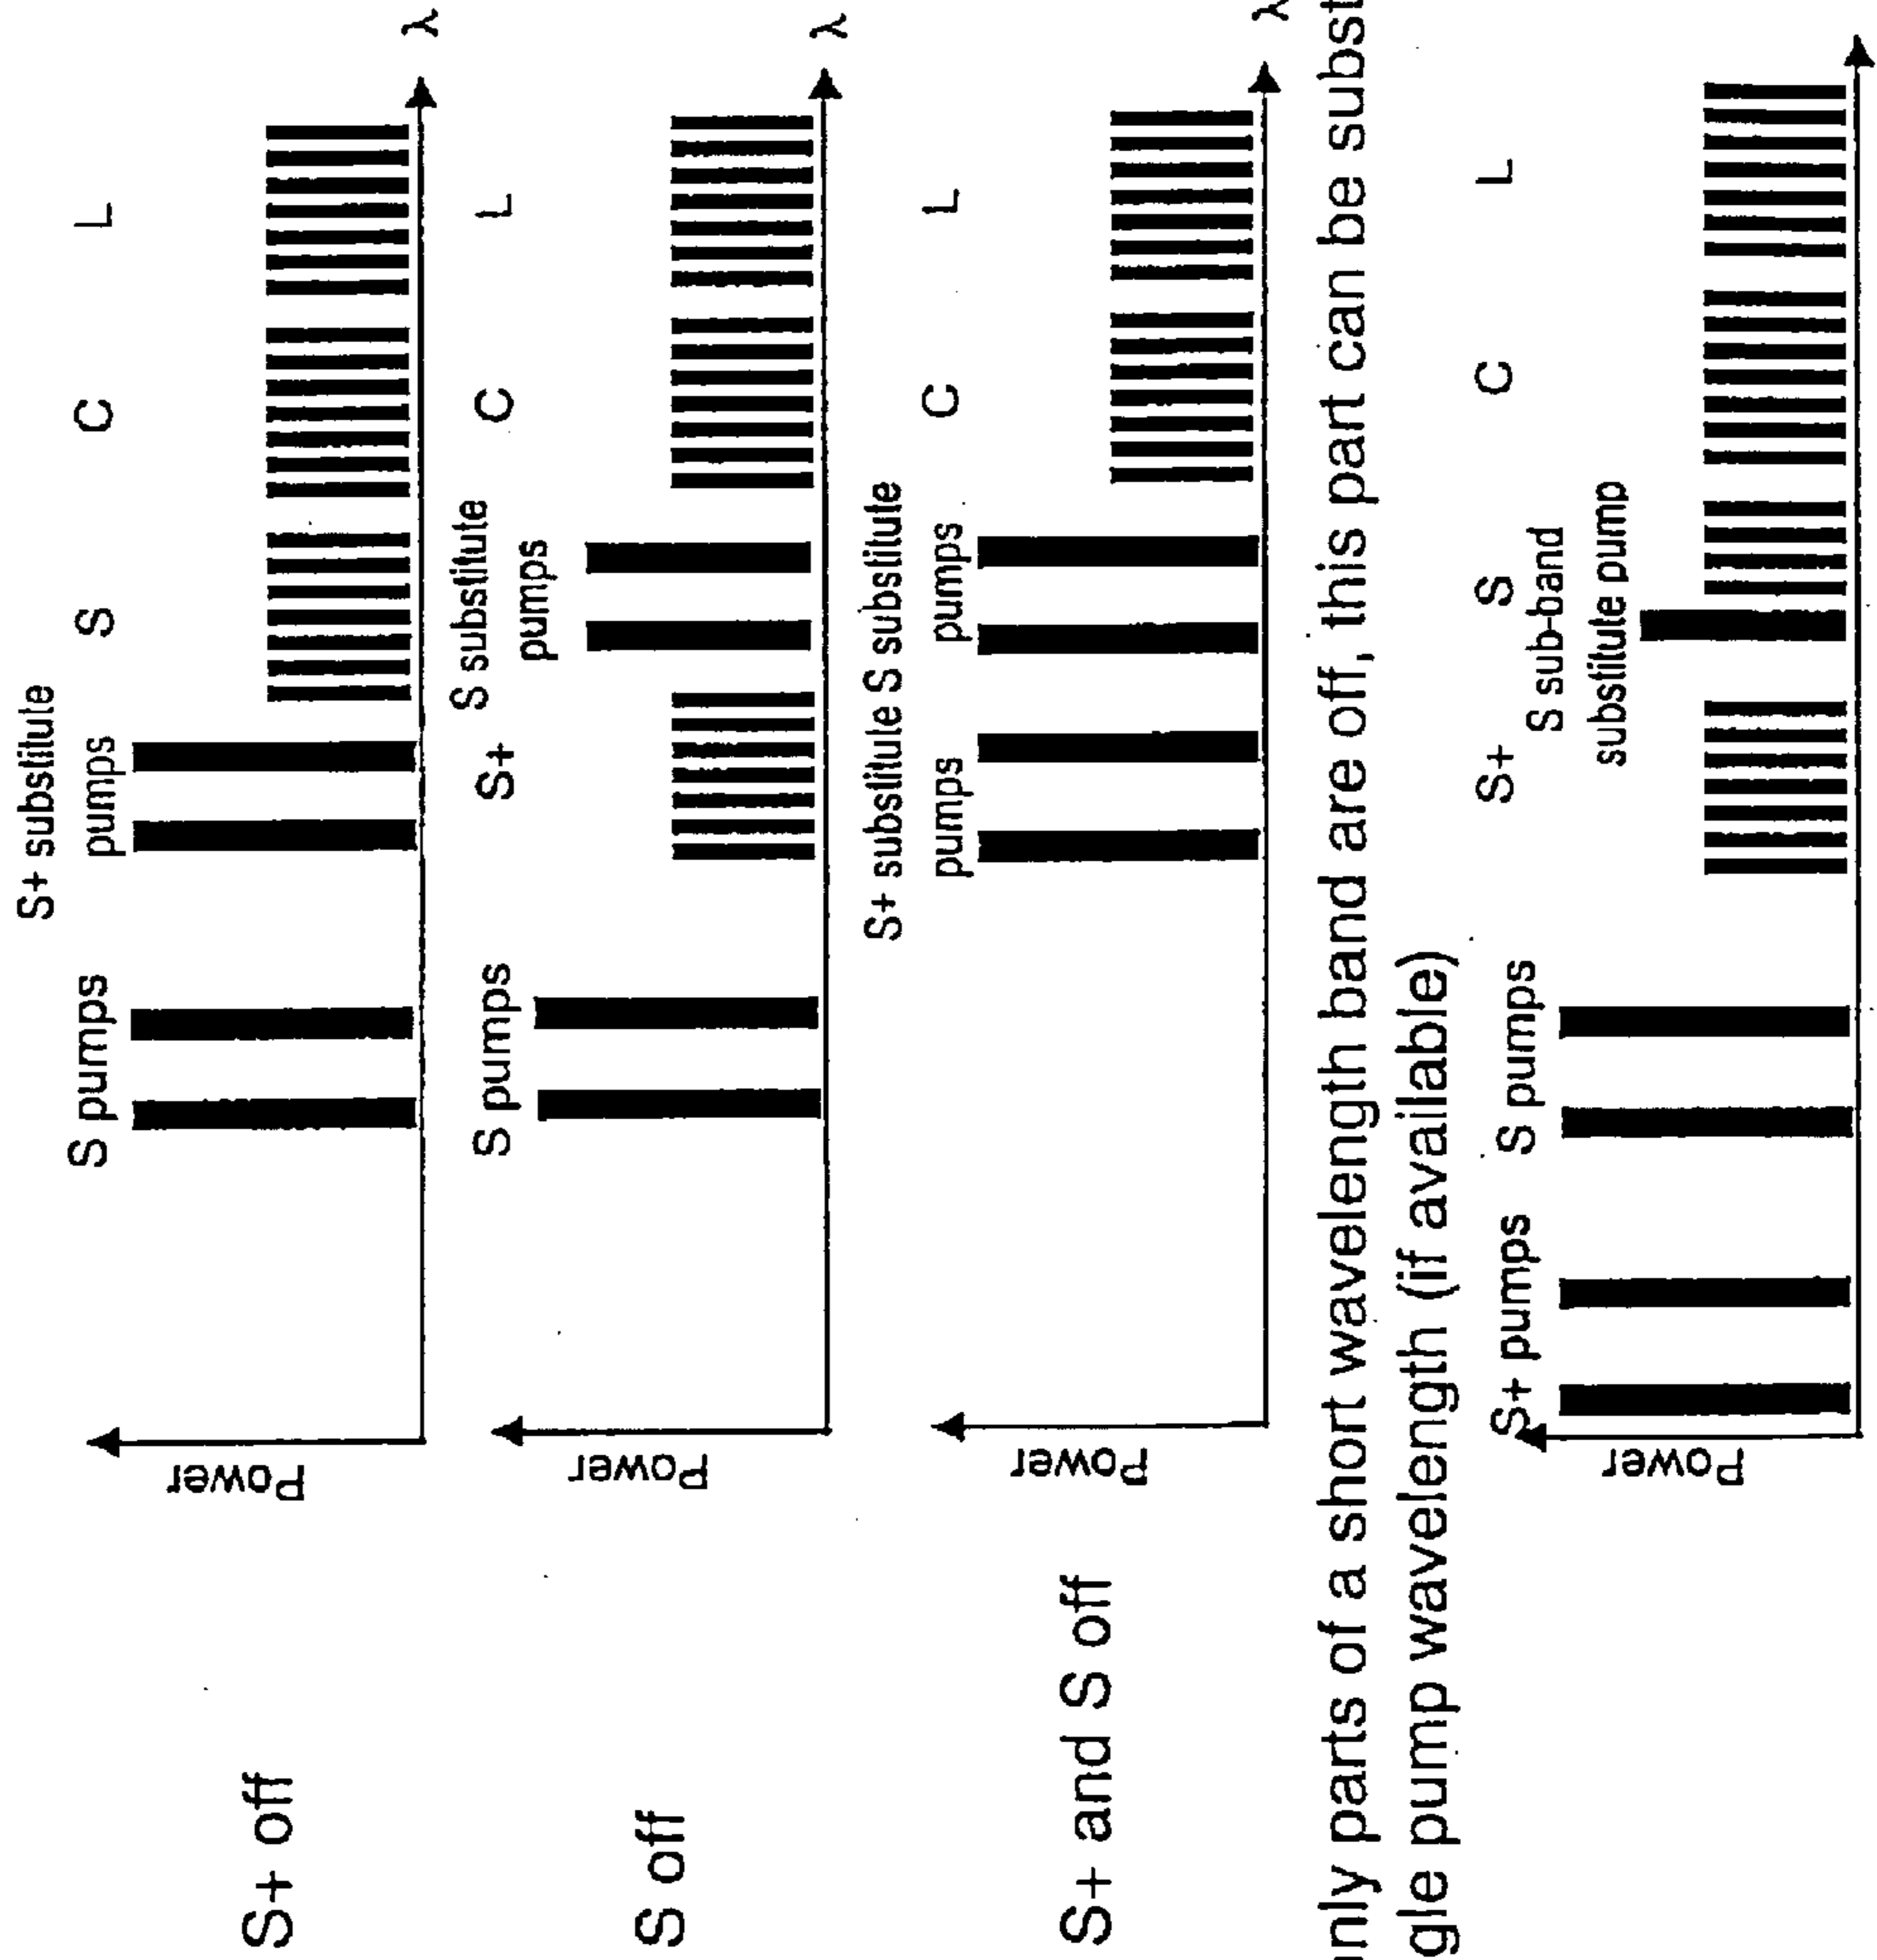 S+ substitute
S pumps pumps S C L
Power
λ
S+ off
S substitute
S pumps S+ pumps C L
Power
λ
S off
S+ substitute S substitute
pumps pumps C L
Power
λ
S+ and S off
only parts of a short wavelength band are off, this part can be subst
gle pump wavelength (if available)
S+ pumps S pumps S+ S C L
S sub-band
substitute pump
Power